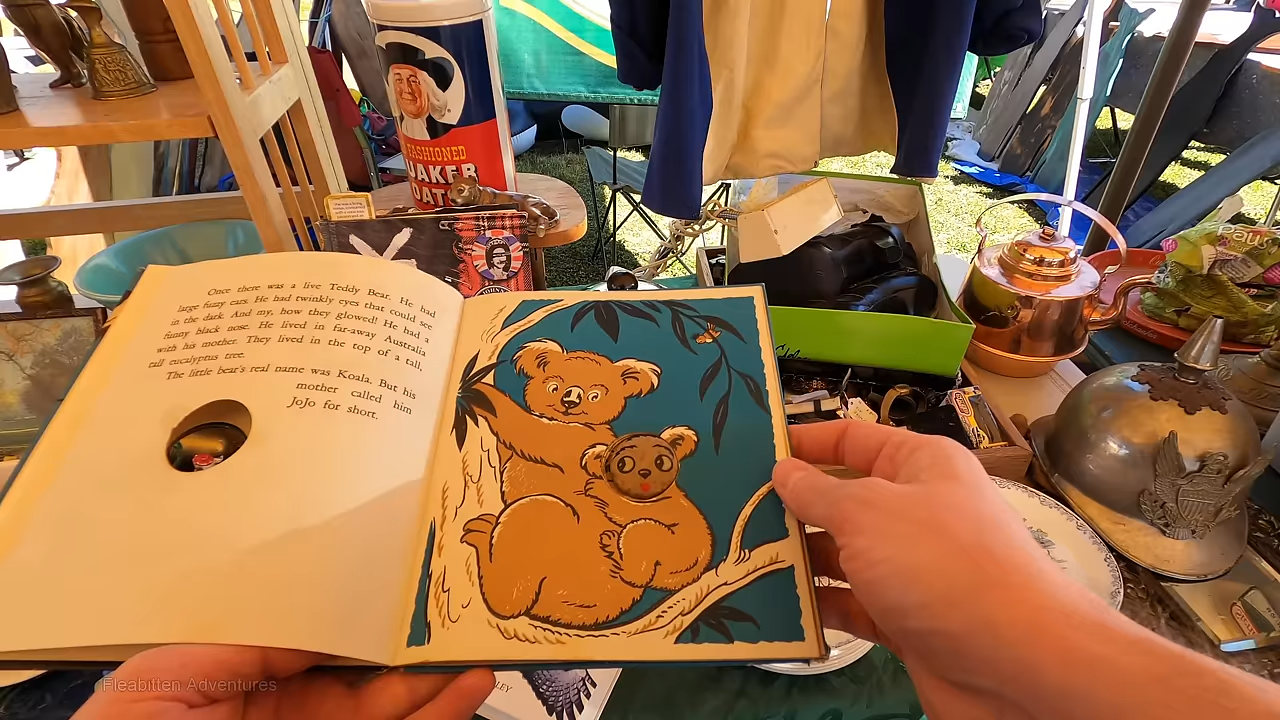 FASHIONED
QUAKER
OATS
Once there was a live Teddy Bear. He had
large fuzzy ears. He had twinkly eyes that could see
in the dark. And my, how they glowed! He had a
funny black nose. He lived in far-away Australia
with his mother. They lived in the top of a tall,
tall eucalyptus tree.
The little bear's real name was Koala. But his
mother called him
JoJo for short.
Fleabitten Adventures